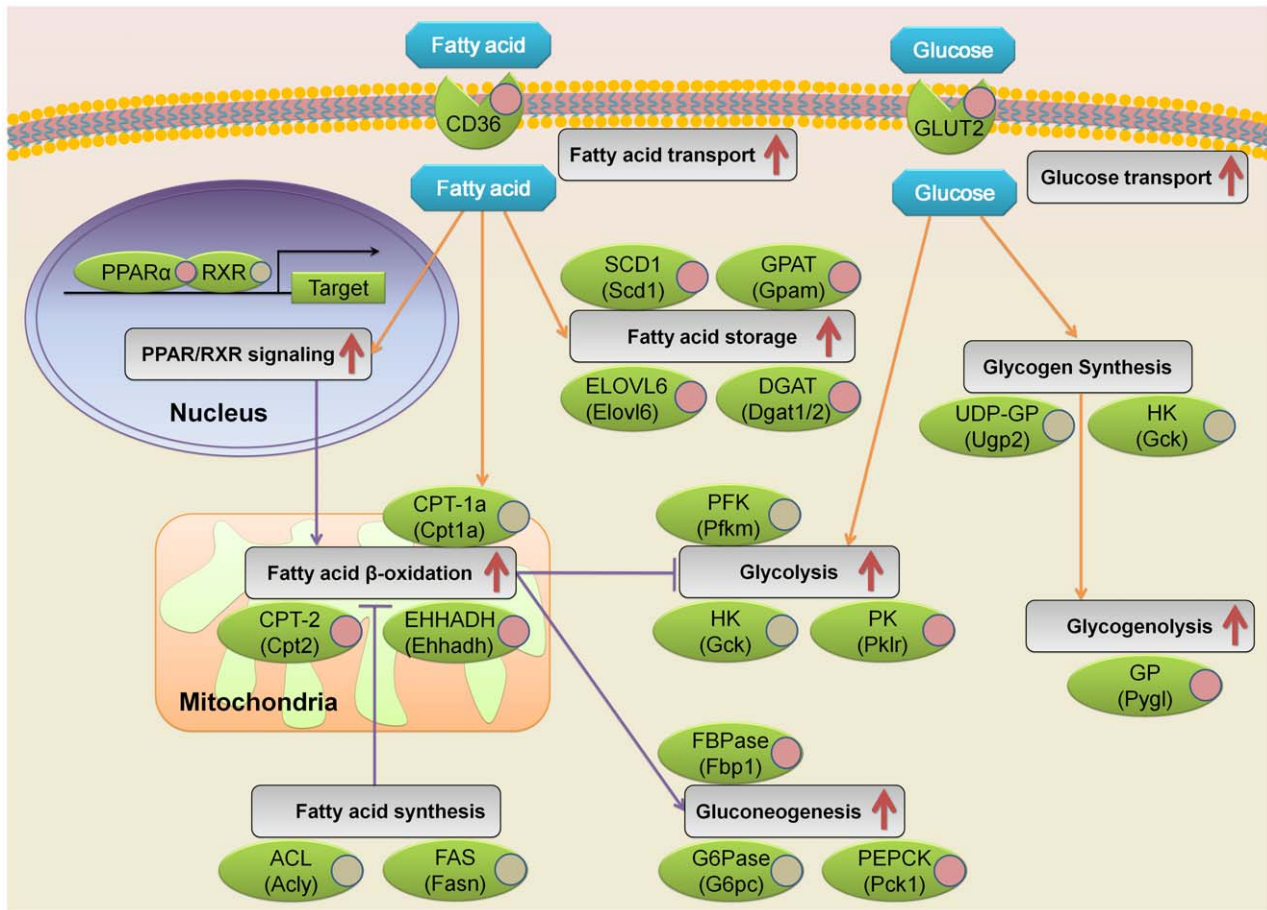 Fatty acid
Glucose
CD36
GLUT2
Fatty acid transport
Glucose transport
Fatty acid
Glucose
PPARα
RXR
Target
SCD1
(Scd1)
GPAT
(Gpam)
PPAR/RXR signaling
Fatty acid storage
Nucleus
ELOVL6
(Elovl6)
DGAT
(Dgat1/2)
Glycogen Synthesis
UDP-GP
(Ugp2)
HK
(Gck)
CPT-1a
(Cpt1a)
PFK
(Pfkm)
Fatty acid β-oxidation
Glycolysis
CPT-2
(Cpt2)
EHHADH
(Ehhadh)
HK
(Gck)
PK
(Pklr)
Glycogenolysis
GP
(Pygl)
Mitochondria
FBPase
(Fbp1)
Fatty acid synthesis
Gluconeogenesis
ACL
(Acly)
FAS
(Fasn)
G6Pase
(G6pc)
PEPCK
(Pck1)